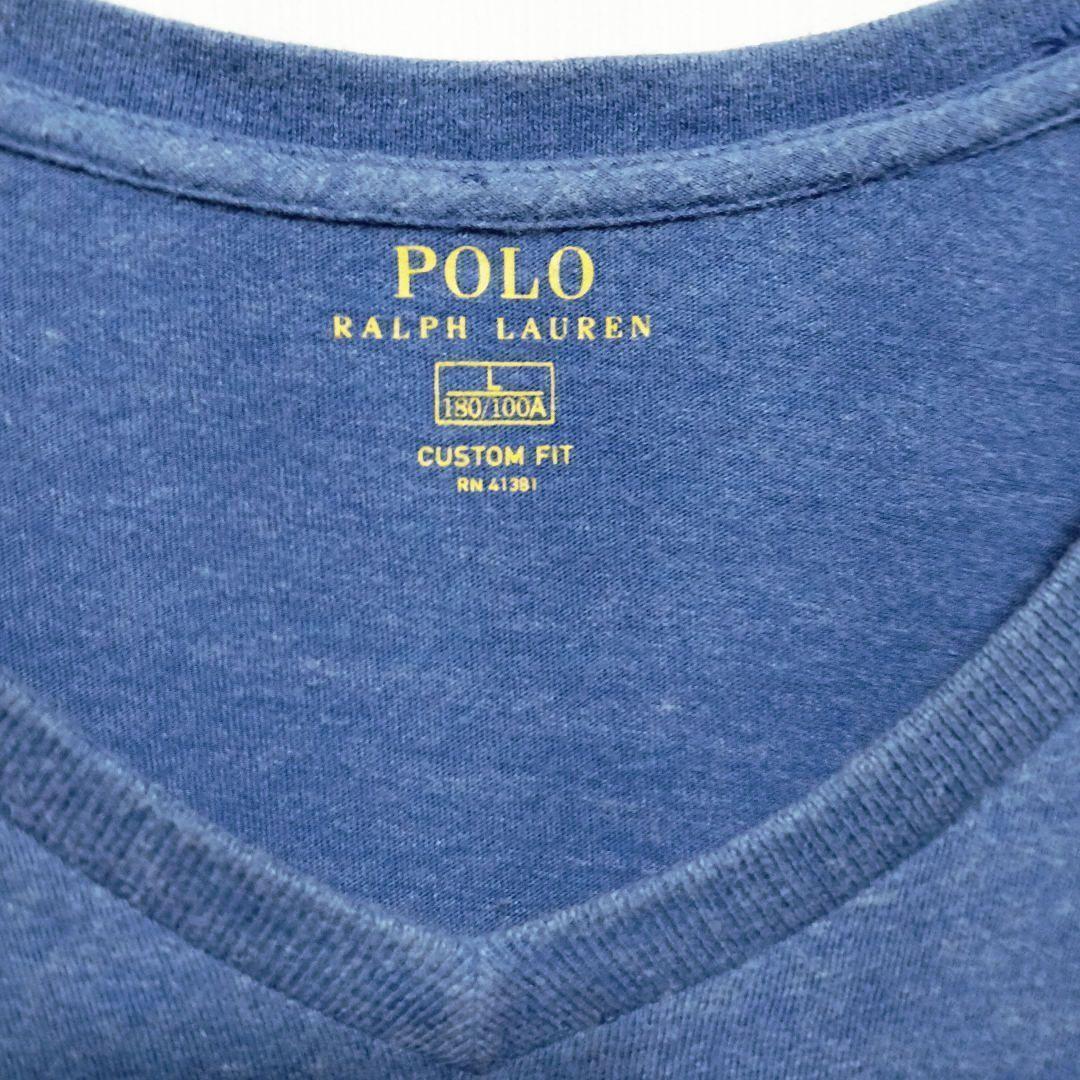 POLO
RALPH LAUREN
L
180/100A
CUSTOM FIT
RN 41381